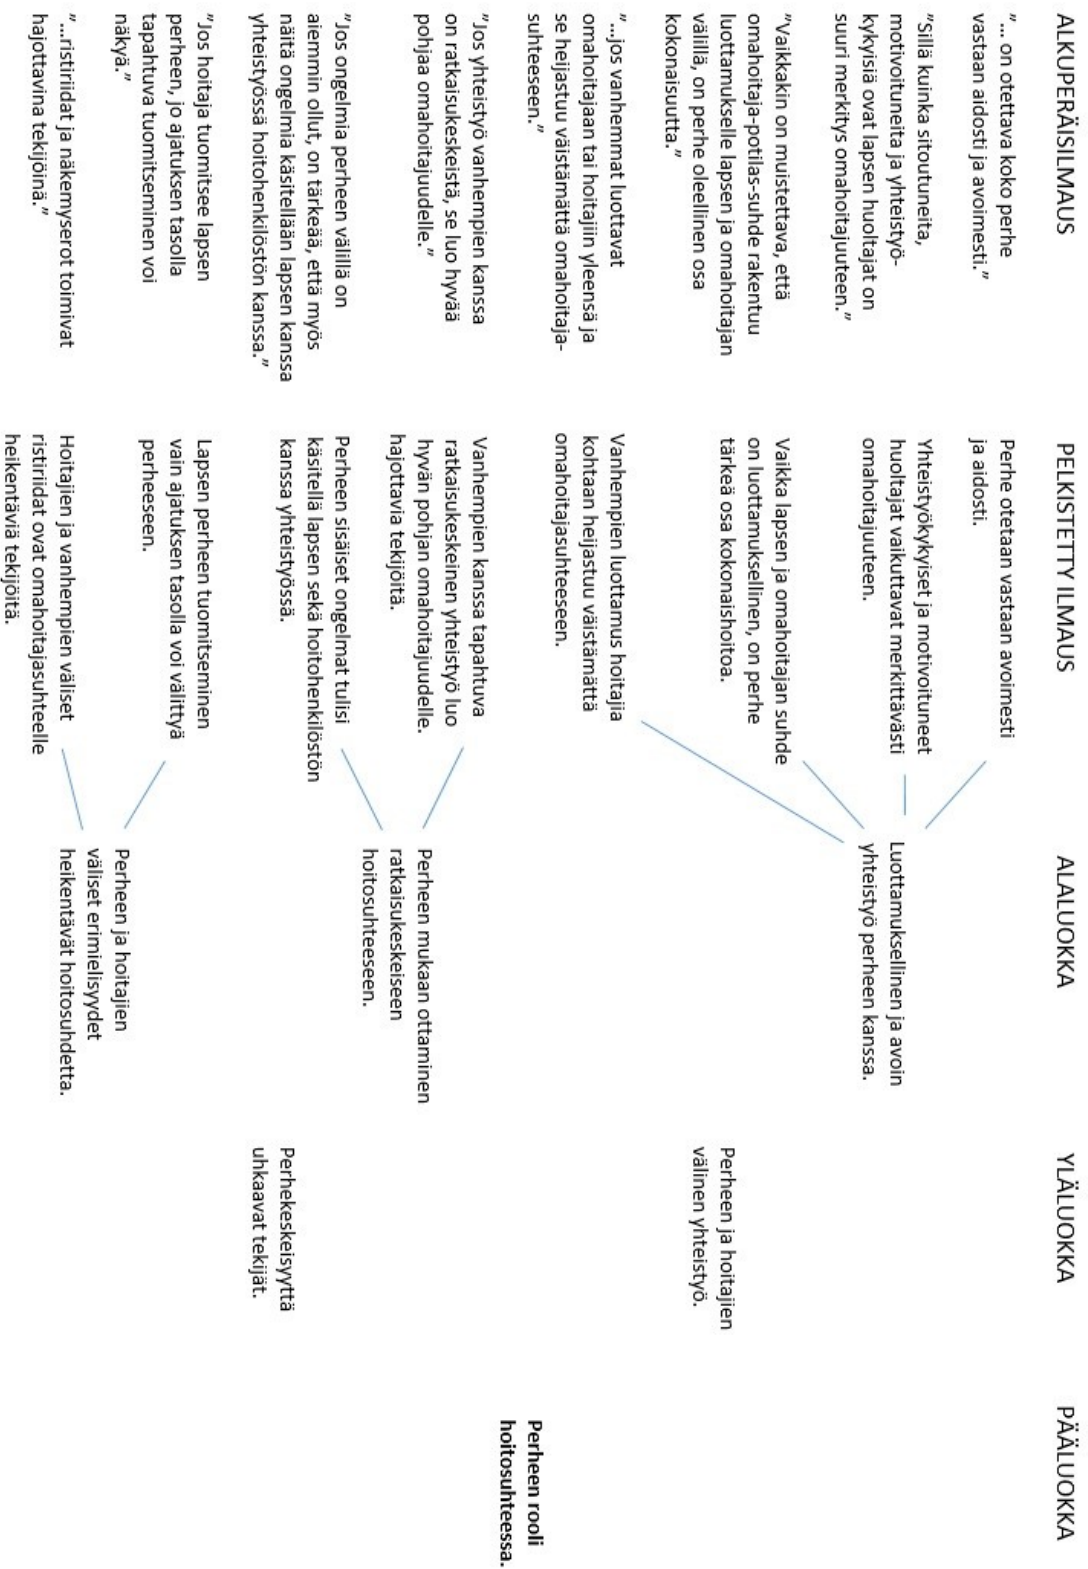 ALKUPERÄISILMAUS
PELKISTETTY ILMAUS
ALALUOKKA
YLÄLUOKKA
PÄÄLUOKKA
” ... on otettava koko perhe
vastaan aidosti ja avoimesti.”
”Sillä kuinka sitoutuneita,
motivoituneita ja yhteistyö-
kykyisiä ovat lapsen huoltajat on
suuri merkitys omahoitajuuteen.”
”Vaikkakin on muistettava, että
omahoitaja-potilas-suhde rakentuu
luottamukselle lapsen ja omahoitajan
välillä, on perhe oleellinen osa
kokonaisuutta.”
”...jos vanhemmat luottavat
omahoitajaan tai hoitajiin yleensä ja
se heijastuu väistämättä omahoitaja-
suhteeseen.”
”Jos yhteistyö vanhempien kanssa
on ratkaisukeskeistä, se luo hyvää
pohjaa omahoitajuudelle.”
”Jos ongelmia perheen välillä on
aiemmin ollut, on tärkeää, että myös
näitä ongelmia käsitellään lapsen kanssa
yhteistyössä hoitohenkilöstön kanssa.”
”Jos hoitaja tuomitsee lapsen
perheen, jo ajatuksen tasolla
tapahtuva tuomitseminen voi
näkyä.”
” ...ristiriidat ja näkemyserot toimivat
hajottavina tekijöinä.”
Perhe otetaan vastaan avoimesti
ja aidosti.
Yhteistyökykyiset ja motivoituneet
huoltajat vaikuttavat merkittävästi
omahoitajuuteen.
Vaikka lapsen ja omahoitajan suhde
on luottamuksellinen, on perhe
tärkeä osa kokonaishoitoa.
Vanhempien luottamus hoitajia
kohtaan heijastuu väistämättä
omahoitajasuhteeseen.
Vanhempien kanssa tapahtuva
ratkaisukeskeinen yhteistyö luo
hyvän pohjan omahoitajuudelle.
hajottavia tekijöitä.
Perheen sisäiset ongelmat tulisi
käsitellä lapsen sekä hoitohenkilöstön
kanssa yhteistyössä.
Lapsen perheen tuomitseminen
vain ajatuksen tasolla voi välittyä
perheeseen.
Hoitajien ja vanhempien väliset
ristiriidat ovat omahoitajasuhteelle
heikentäviä tekijöitä.
Luottamuksellinen ja avoin
yhteistyö perheen kanssa.
Perheen mukaan ottaminen
ratkaisukeskeiseen
hoitosuhteeseen.
Perheen ja hoitajien
väliset erimielisyydet
heikentävät hoitosuhdetta.
Perheen ja hoitajien
välinen yhteistyö.
Perhekeskeisyyttä
uhkaavat tekijät.
Perheen rooli
hoitosuhteessa.